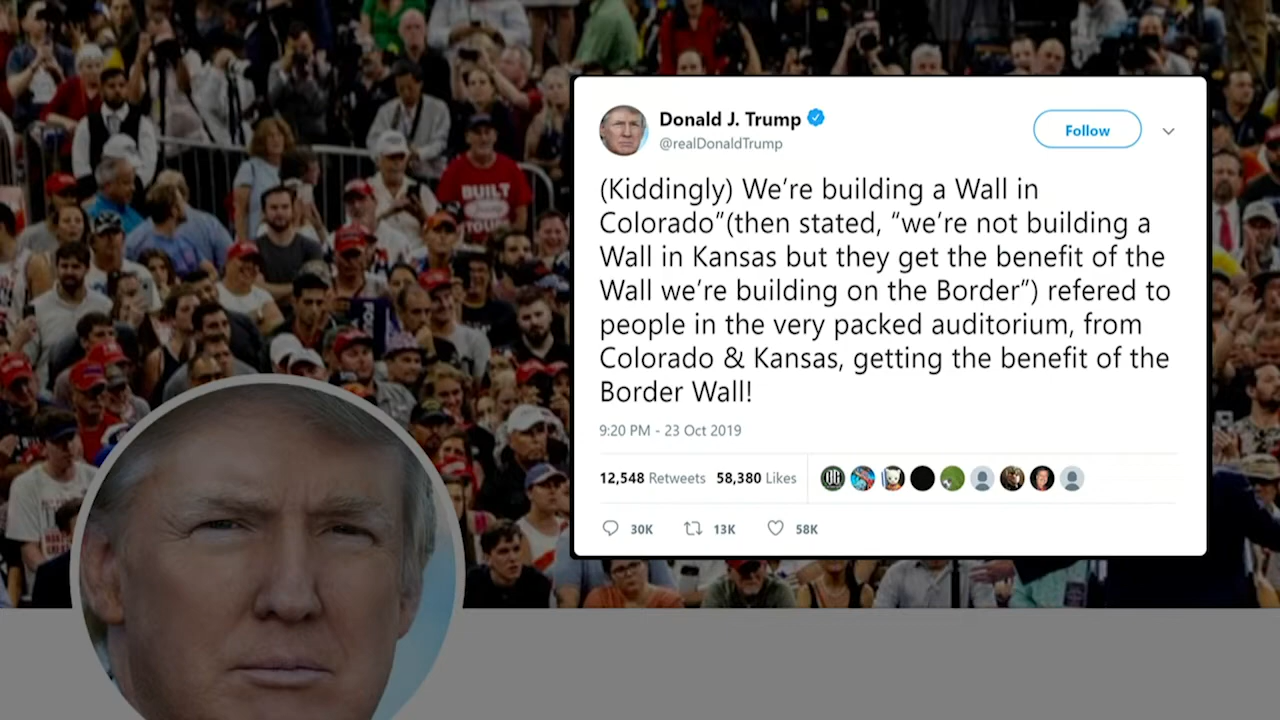 Donald J. Trump
@realDonaldTrump
Follow
(Kiddingly) We're building a Wall in
Colorado"(then stated, "we're not building a
Wall in Kansas but they get the benefit of the
Wall we're building on the Border") refered to
people in the very packed auditorium, from
Colorado & Kansas, getting the benefit of the
Border Wall!
9:20 PM - 23 Oct 2019
12,548 Retweets 58,380 Likes
30K 13K 58K
BUILT